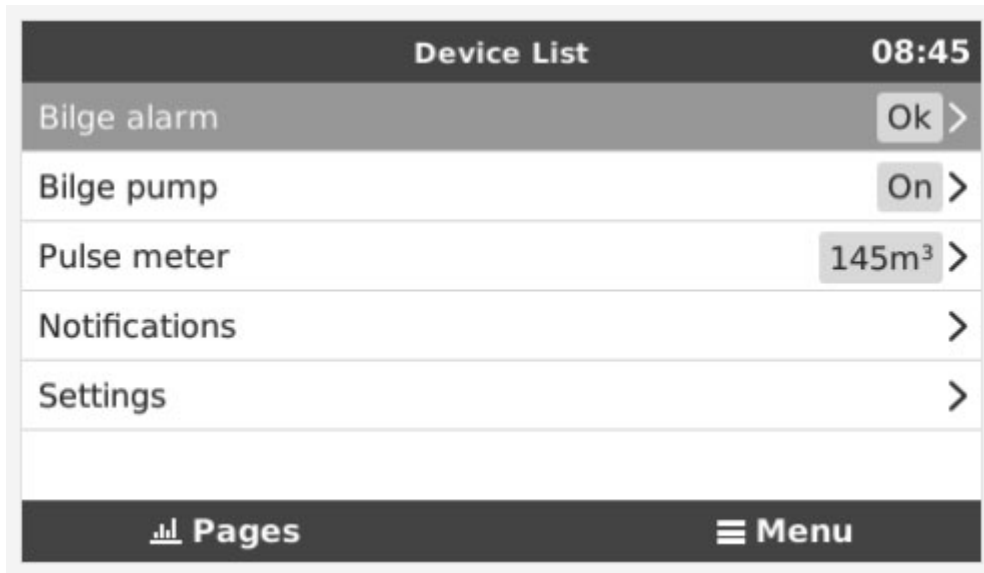 Device List 08:45
Bilge alarm Ok
Bilge pump On
Pulse meter 145m³
Notifications
Settings
Pages Menu